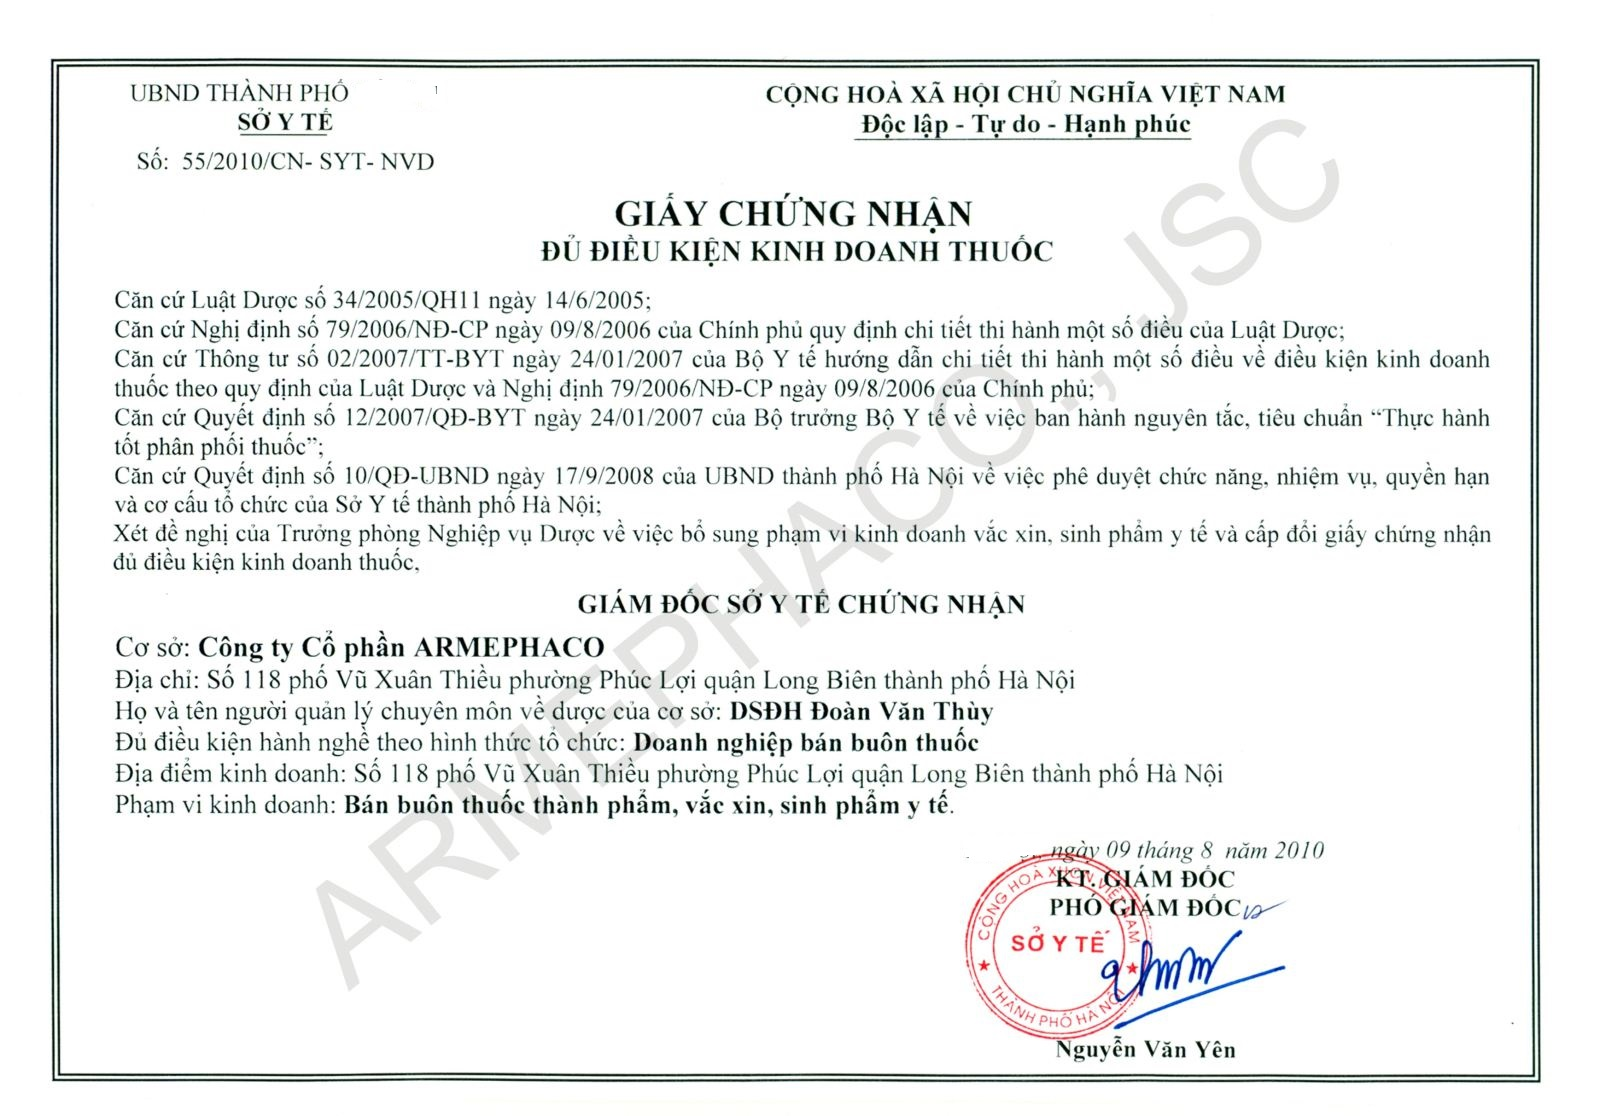 UBND THÀNH PHỐ
SỞ Y TẾ
Số: 55/2010/CN- SYT- NVD
CỘNG HOÀ XÃ HỘI CHỦ NGHĨA VIỆT NAM
Độc lập - Tự do - Hạnh phúc
GIẤY CHỨNG NHẬN
ĐỦ ĐIỀU KIỆN KINH DOANH THUỐC
Căn cứ Luật Dược số 34/2005/QH11 ngày 14/6/2005;
Căn cứ Nghị định số 79/2006/NĐ-CP ngày 09/8/2006 của Chính phủ quy định chi tiết thi hành một số điều của Luật Dược;
Căn cứ Thông tư số 02/2007/TT-BYT ngày 24/01/2007 của Bộ Y tế hướng dẫn chi tiết thi hành một số điều về điều kiện kinh doanh
thuốc theo quy định của Luật Dược và Nghị định 79/2006/NĐ-CP ngày 09/8/2006 của Chính phủ;
Căn cứ Quyết định số 12/2007/QĐ-BYT ngày 24/01/2007 của Bộ trưởng Bộ Y tế về việc ban hành nguyên tắc, tiêu chuẩn “Thực hành
tốt phân phối thuốc”;
Căn cứ Quyết định số 10/QĐ-UBND ngày 17/9/2008 của UBND thành phố Hà Nội về việc phê duyệt chức năng, nhiệm vụ, quyền hạn
và cơ cấu tổ chức của Sở Y tế thành phố Hà Nội;
Xét đề nghị của Trưởng phòng Nghiệp vụ Dược về việc bổ sung phạm vi kinh doanh vắc xin, sinh phẩm y tế và cấp đổi giấy chứng nhận
đủ điều kiện kinh doanh thuốc,
GIÁM ĐỐC SỞ Y TẾ CHỨNG NHẬN
Cơ sở: Công ty Cổ phần ARMEPHACO
Địa chỉ: Số 118 phố Vũ Xuân Thiều phường Phúc Lợi quận Long Biên thành phố Hà Nội
Họ và tên người quản lý chuyên môn về dược của cơ sở: DSĐH Đoàn Văn Thùy
Đủ điều kiện hành nghề theo hình thức tổ chức: Doanh nghiệp bán buôn thuốc
Địa điểm kinh doanh: Số 118 phố Vũ Xuân Thiều phường Phúc Lợi quận Long Biên thành phố Hà Nội
Phạm vi kinh doanh: Bán buôn thuốc thành phẩm, vắc xin, sinh phẩm y tế.
ngày 09 tháng 8 năm 2010
KT. GIÁM ĐỐC
PHÓ GIÁM ĐỐC
CỘNG HOÀ XHCN VIỆT NAM
SỞ Y TẾ
THÀNH PHỐ HÀ NỘI
Nguyễn Văn Yên
ARMEPHACO., JSC